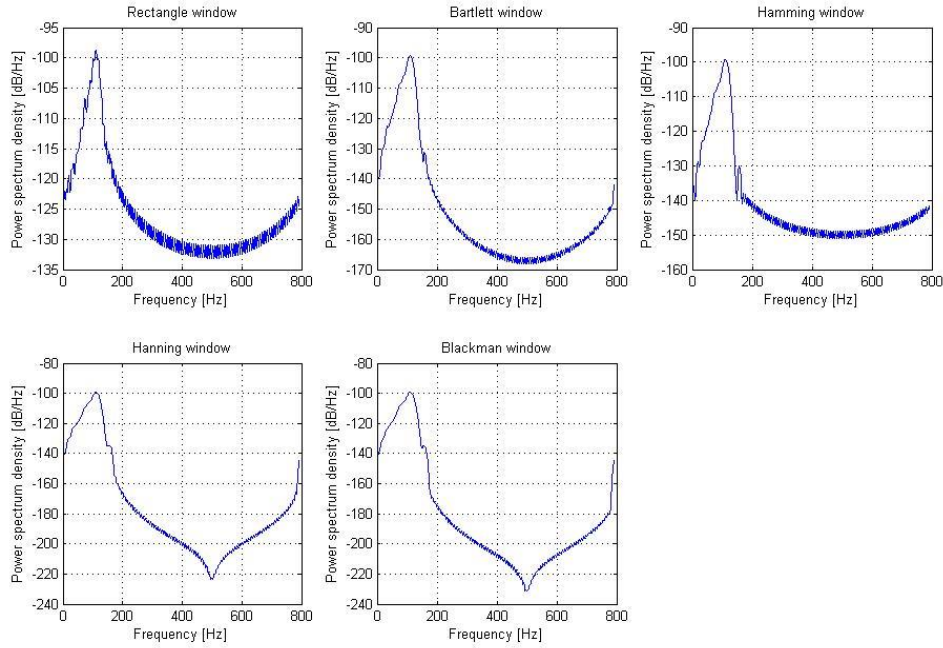 Rectangle window
Power spectrum density [dB/Hz]
-95
-100
-105
-110
-115
-120
-125
-130
-135
0 200 400 600 800
Frequency [Hz]
Bartlett window
Power spectrum density [dB/Hz]
-90
-100
-110
-120
-130
-140
-150
-160
-170
0 200 400 600 800
Frequency [Hz]
Hamming window
Power spectrum density [dB/Hz]
-90
-100
-110
-120
-130
-140
-150
-160
0 200 400 600 800
Frequency [Hz]
Hanning window
Power spectrum density [dB/Hz]
-80
-100
-120
-140
-160
-180
-200
-220
-240
0 200 400 600 800
Frequency [Hz]
Blackman window
Power spectrum density [dB/Hz]
-80
-100
-120
-140
-160
-180
-200
-220
-240
0 200 400 600 800
Frequency [Hz]